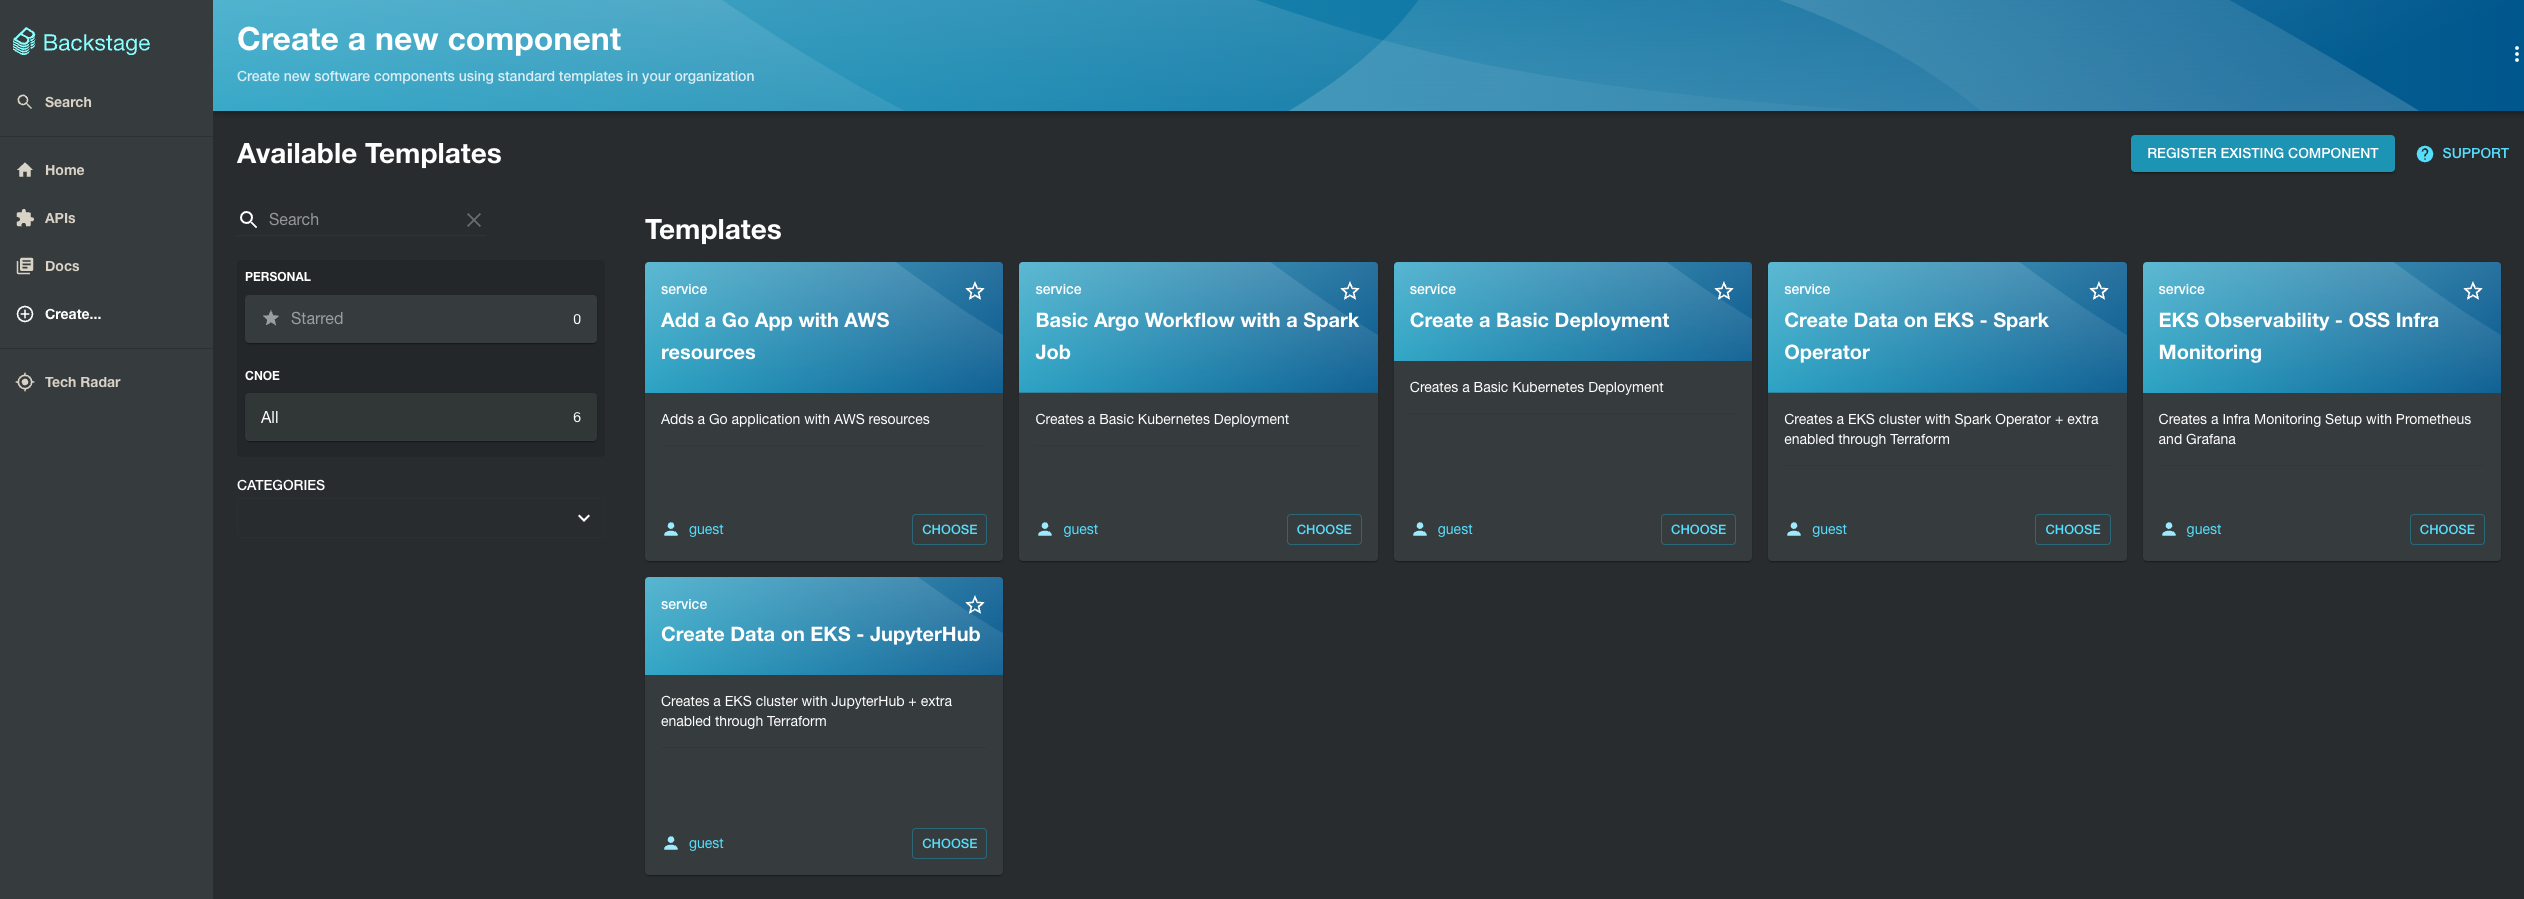 Backstage
Search
Home
APIs
Docs
Create...
Tech Radar
Create a new component
Create new software components using standard templates in your organization
Available Templates
REGISTER EXISTING COMPONENT
SUPPORT
Search
PERSONAL
Starred
0
CNOE
All
6
CATEGORIES
Templates
service
Add a Go App with AWS
resources
Adds a Go application with AWS resources
guest
CHOOSE
service
Basic Argo Workflow with a Spark
Job
Creates a Basic Kubernetes Deployment
guest
CHOOSE
service
Create a Basic Deployment
Creates a Basic Kubernetes Deployment
guest
CHOOSE
service
Create Data on EKS - Spark
Operator
Creates a EKS cluster with Spark Operator + extra
enabled through Terraform
guest
CHOOSE
service
EKS Observability - OSS Infra
Monitoring
Creates a Infra Monitoring Setup with Prometheus
and Grafana
guest
CHOOSE
service
Create Data on EKS - JupyterHub
Creates a EKS cluster with JupyterHub + extra
enabled through Terraform
guest
CHOOSE